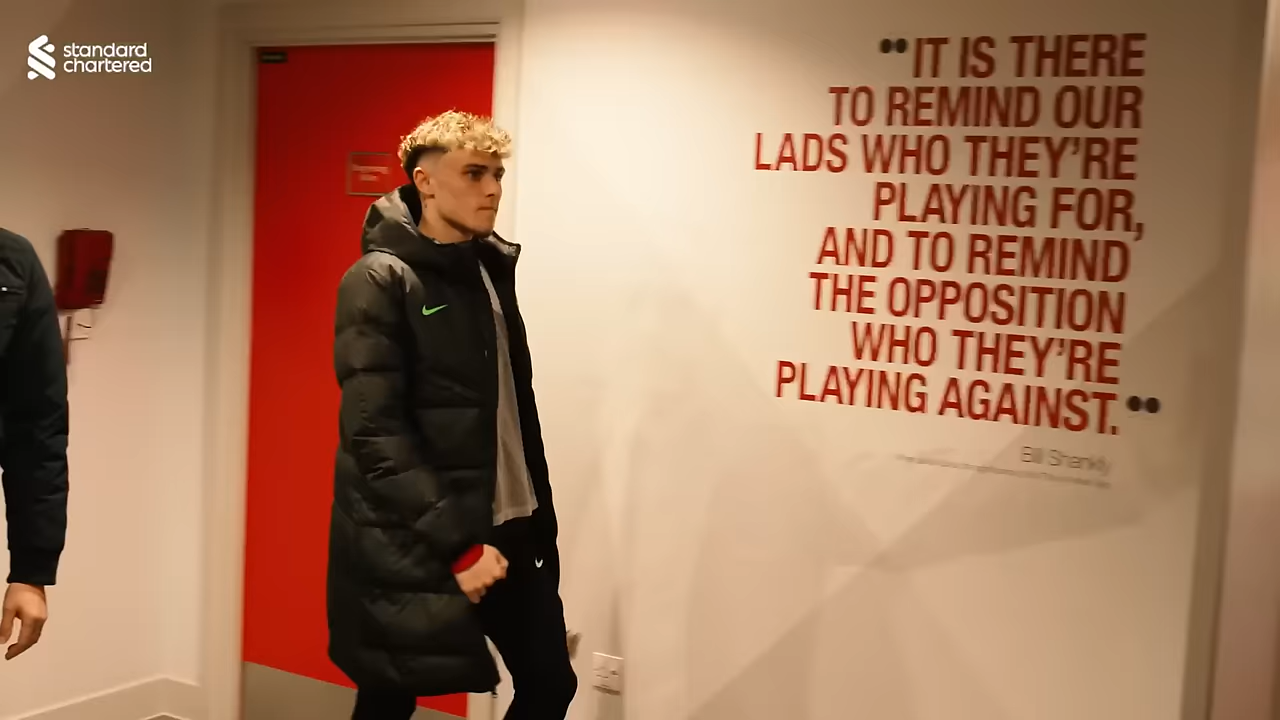 standard
chartered
“IT IS THERE
TO REMIND OUR
LADS WHO THEY’RE
PLAYING FOR,
AND TO REMIND
THE OPPOSITION
WHO THEY’RE
PLAYING AGAINST.”
Bill Shankly